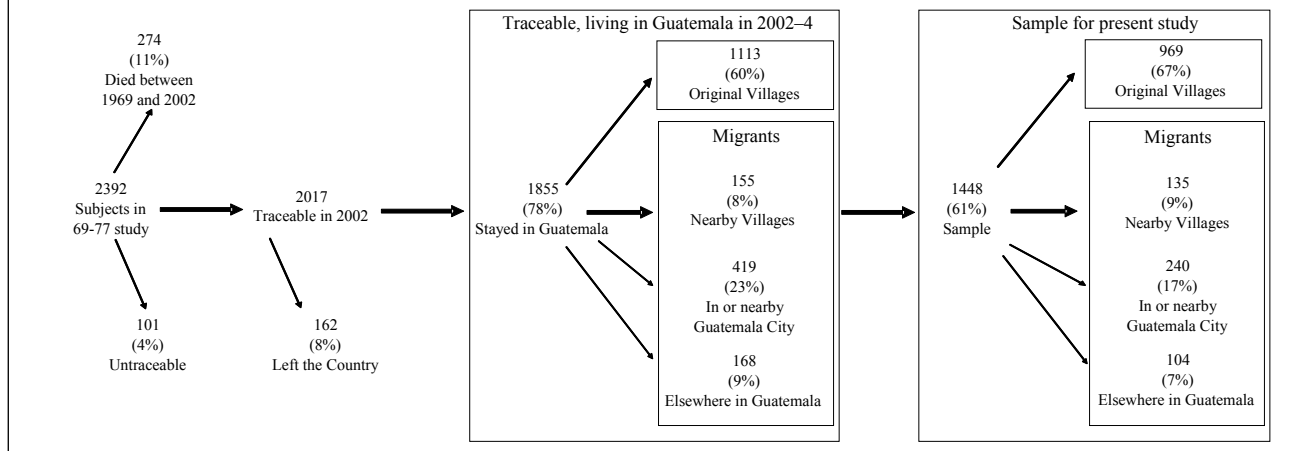 274
(11%)
Died between
1969 and 2002
2392
Subjects in
69-77 study
101
(4%)
Untraceable
2017
Traceable in 2002
162
(8%)
Left the Country
Traceable, living in Guatemala in 2002–4
1855
(78%)
Stayed in Guatemala
1113
(60%)
Original Villages
Migrants
155
(8%)
Nearby Villages
419
(23%)
In or nearby
Guatemala City
168
(9%)
Elsewhere in Guatemala
Sample for present study
1448
(61%)
Sample
969
(67%)
Original Villages
Migrants
135
(9%)
Nearby Villages
240
(17%)
In or nearby
Guatemala City
104
(7%)
Elsewhere in Guatemala